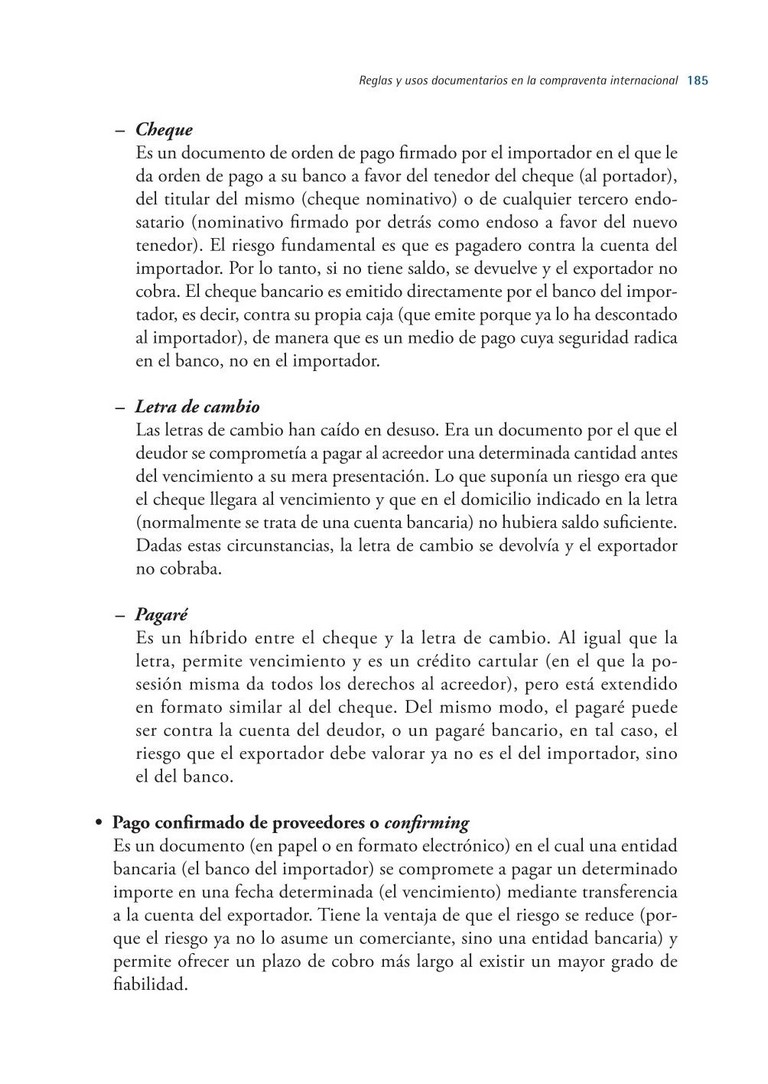 Reglas y usos documentarios en la compraventa internacional 185
– Cheque
Es un documento de orden de pago firmado por el importador en el que le
da orden de pago a su banco a favor del tenedor del cheque (al portador),
del titular del mismo (cheque nominativo) o de cualquier tercero endo-
satario (nominativo firmado por detrás como endoso a favor del nuevo
tenedor). El riesgo fundamental es que es pagadero contra la cuenta del
importador. Por lo tanto, si no tiene saldo, se devuelve y el exportador no
cobra. El cheque bancario es emitido directamente por el banco del impor-
tador, es decir, contra su propia caja (que emite porque ya lo ha descontado
al importador), de manera que es un medio de pago cuya seguridad radica
en el banco, no en el importador.
– Letra de cambio
Las letras de cambio han caído en desuso. Era un documento por el que el
deudor se comprometía a pagar al acreedor una determinada cantidad antes
del vencimiento a su mera presentación. Lo que suponía un riesgo era que
el cheque llegara al vencimiento y que en el domicilio indicado en la letra
(normalmente se trata de una cuenta bancaria) no hubiera saldo suficiente.
Dadas estas circunstancias, la letra de cambio se devolvía y el exportador
no cobraba.
– Pagaré
Es un híbrido entre el cheque y la letra de cambio. Al igual que la
letra, permite vencimiento y es un crédito cartular (en el que la po-
sesión misma da todos los derechos al acreedor), pero está extendido
en formato similar al del cheque. Del mismo modo, el pagaré puede
ser contra la cuenta del deudor, o un pagaré bancario, en tal caso, el
riesgo que el exportador debe valorar ya no es el del importador, sino
el del banco.
• Pago confirmado de proveedores o confirming
Es un documento (en papel o en formato electrónico) en el cual una entidad
bancaria (el banco del importador) se compromete a pagar un determinado
importe en una fecha determinada (el vencimiento) mediante transferencia
a la cuenta del exportador. Tiene la ventaja de que el riesgo se reduce (por-
que el riesgo ya no lo asume un comerciante, sino una entidad bancaria) y
permite ofrecer un plazo de cobro más largo al existir un mayor grado de
fiabilidad.